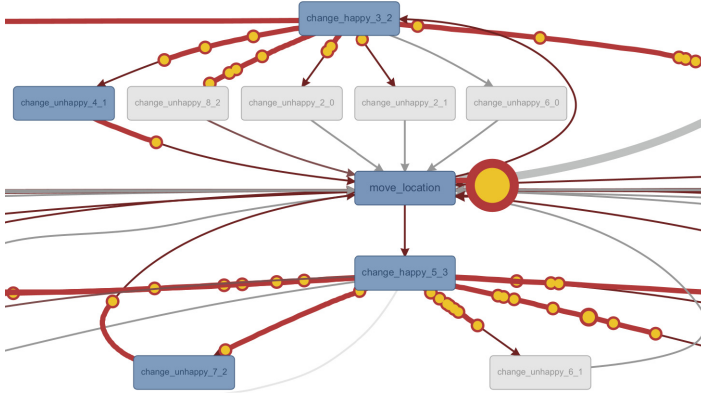 change_happy_3_2
change_unhappy_4_1
change_unhappy_8_2
change_unhappy_2_0
change_unhappy_2_1
change_unhappy_6_0
move_location
change_happy_5_3
change_unhappy_7_2
change_unhappy_6_1